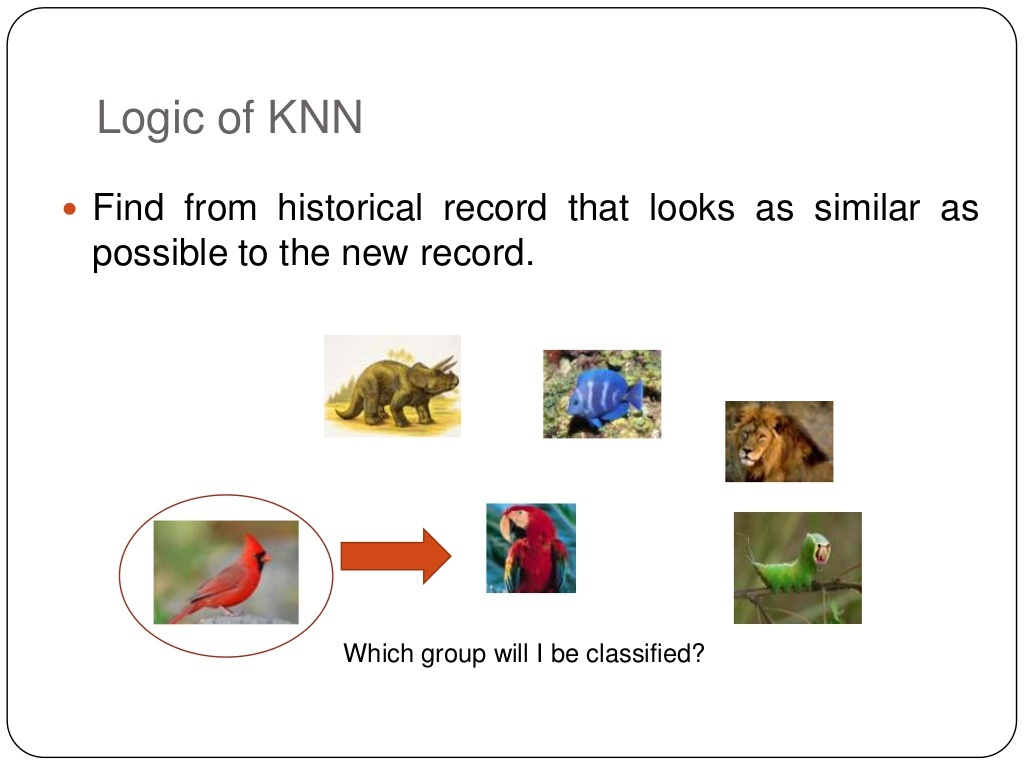 Logic of KNN
Find from historical record that looks as similar as
possible to the new record.
Which group will I be classified?